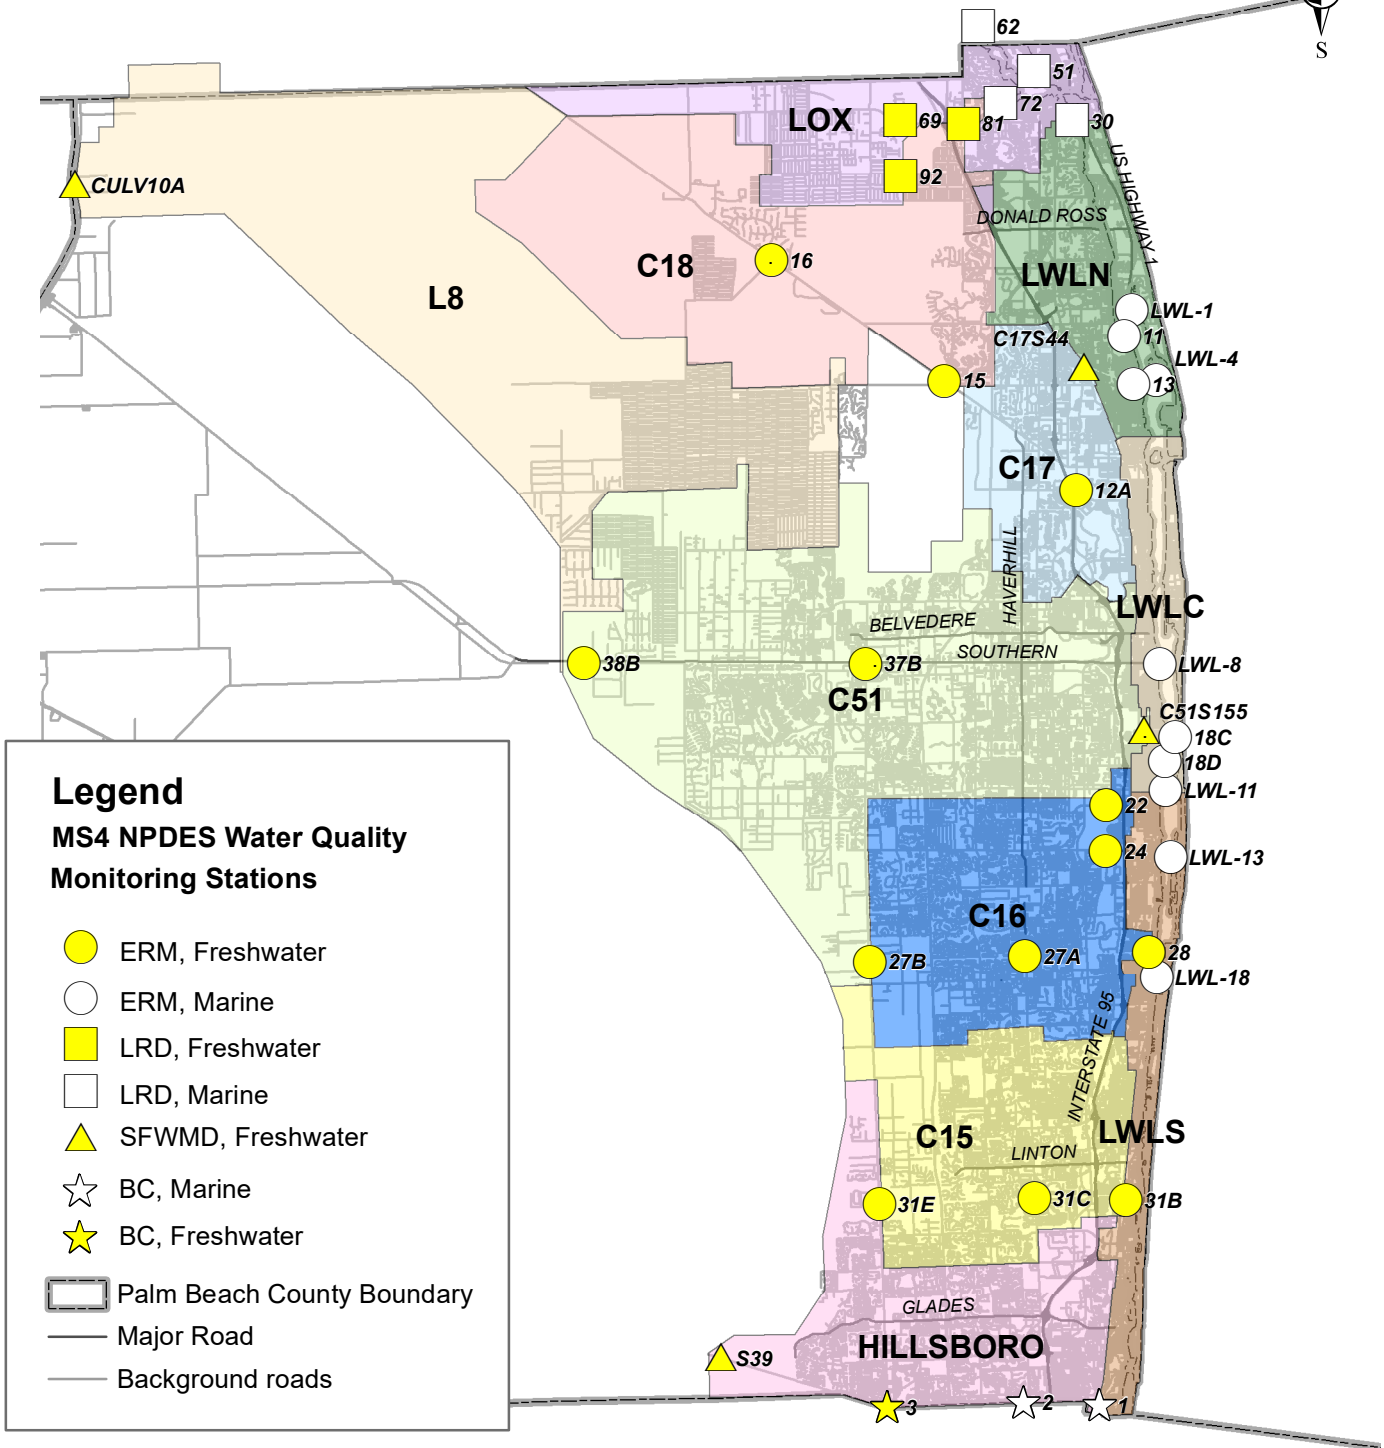 S
62
51
72
30
LOX
69
81
92
CULV10A
US HIGHWAY 1
DONALD ROSS
C18
16
LWLN
L8
LWL-1
11
C17S44
LWL-4
13
15
C17
12A
HAVERHILL
LWLC
BELVEDERE
SOUTHERN
38B
37B
LWL-8
C51
C51S155
18C
18D
LWL-11
22
24
LWL-13
C16
27B
27A
28
LWL-18
INTERSTATE 95
C15
LWLS
LINTON
31E
31C
31B
GLADES
HILLSBORO
S39
3
2
1
Legend
MS4 NPDES Water Quality
Monitoring Stations
ERM, Freshwater
ERM, Marine
LRD, Freshwater
LRD, Marine
SFWMD, Freshwater
BC, Marine
BC, Freshwater
Palm Beach County Boundary
Major Road
Background roads